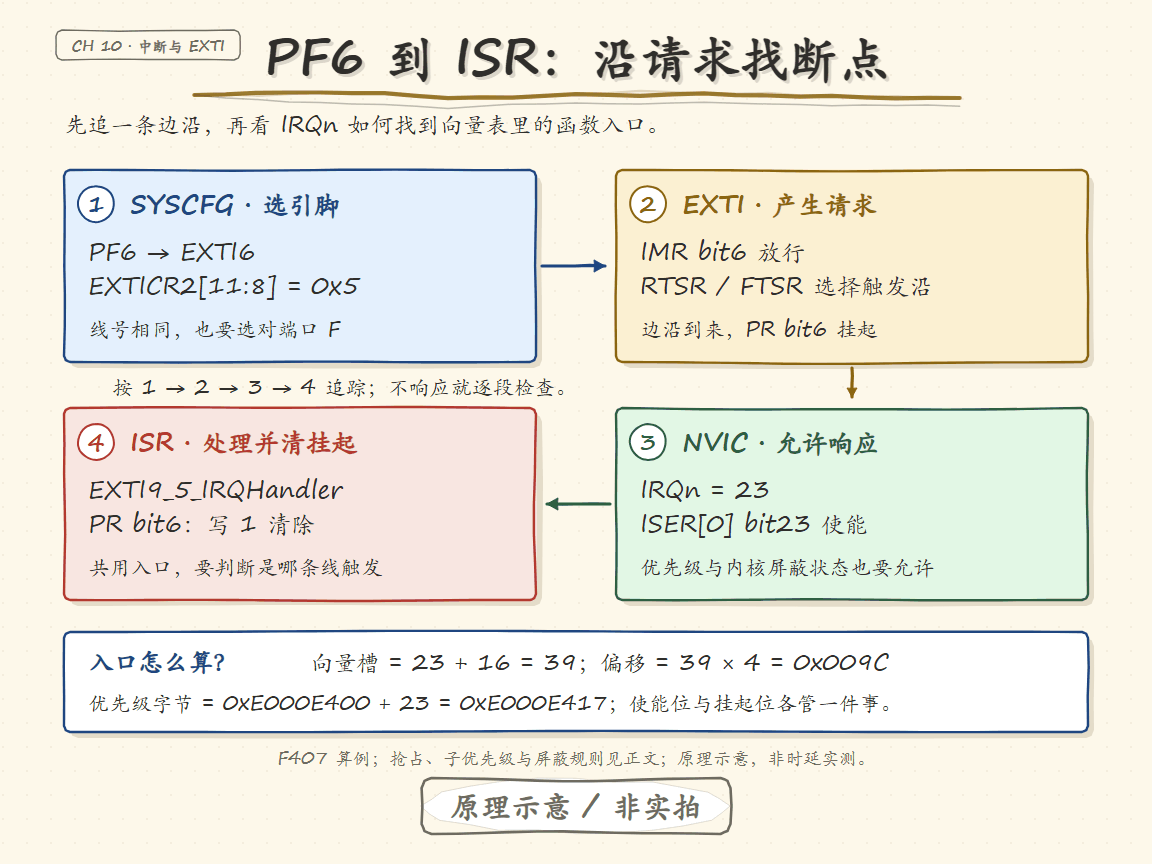 CH 10 · 中断与 EXTI
PF6 到 ISR：沿请求找断点
先追一条边沿，再看 IRQn 如何找到向量表里的函数入口。
1 SYSCFG · 选引脚
PF6 → EXTI6
EXTICR2[11:8] = 0x5
线号相同，也要选对端口 F
2 EXTI · 产生请求
IMR bit6 放行
RTSR / FTSR 选择触发沿
边沿到来，PR bit6 挂起
按 1 → 2 → 3 → 4 追踪；不响应就逐段检查。
4 ISR · 处理并清挂起
EXTI9_5_IRQHandler
PR bit6：写 1 清除
共用入口，要判断是哪条线触发
3 NVIC · 允许响应
IRQn = 23
ISER[0] bit23 使能
优先级与内核屏蔽状态也要允许
入口怎么算？ 向量槽 = 23 + 16 = 39；偏移 = 39 × 4 = 0x009C
优先级字节 = 0xE000E400 + 23 = 0xE000E417；使能位与挂起位各管一件事。
F407 算例；抢占、子优先级与屏蔽规则见正文；原理示意，非时延实测。
原理示意 / 非实拍